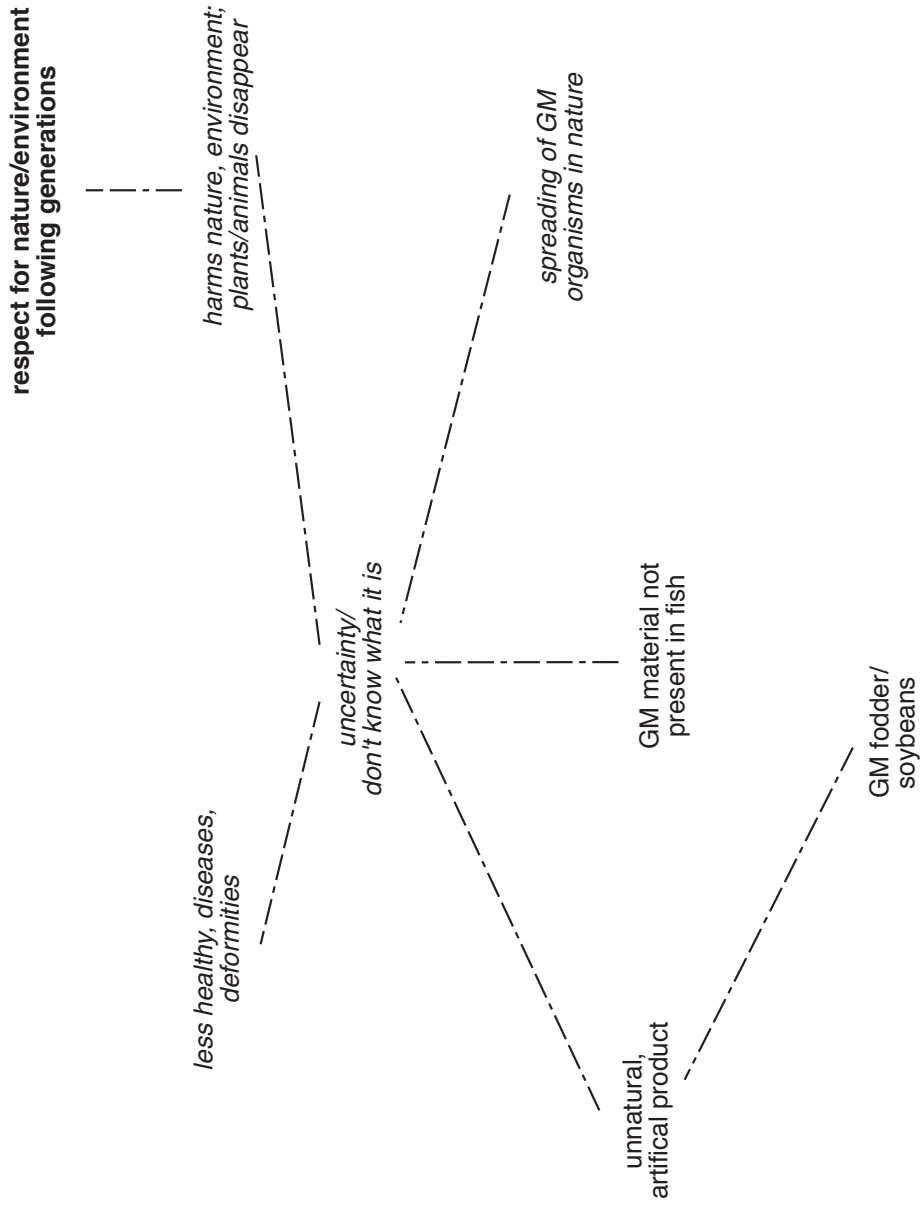 respect for nature/environment
following generations
harms nature, environment;
plants/animals disappear
less healthy, diseases,
deformities
uncertainty/
don't know what it is
spreading of GM
organisms in nature
GM material not
present in fish
unnatural,
artifical product
GM fodder/
soybeans